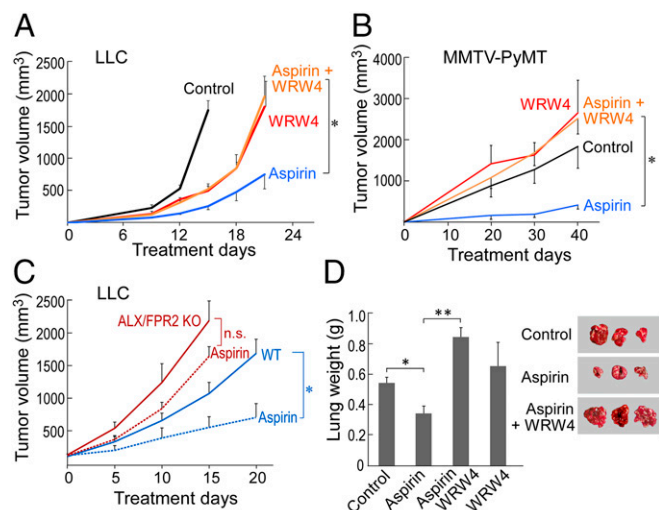 A
LLC
Tumor volume (mm³)
2500
2000
1500
1000
500
Control
Aspirin +
WRW4
WRW4
*
Aspirin
0 6 12 18 24
Treatment days
B
MMTV-PyMT
Tumor volume (mm³)
4000
3000
2000
1000
WRW4
Aspirin +
WRW4
Control
*
Aspirin
0 10 20 30 40
Treatment days
C
LLC
Tumor volume (mm³)
2500
2000
1500
1000
500
0
ALX/FPR2 KO
n.s.
Aspirin
WT
*
Aspirin
0 5 10 15 20
Treatment days
D
Lung weight (g)
1.0
0.8
0.6
0.4
0.2
0
*
**
Control
Aspirin
Aspirin
WRW4
WRW4
Control
Aspirin
Aspirin
+ WRW4